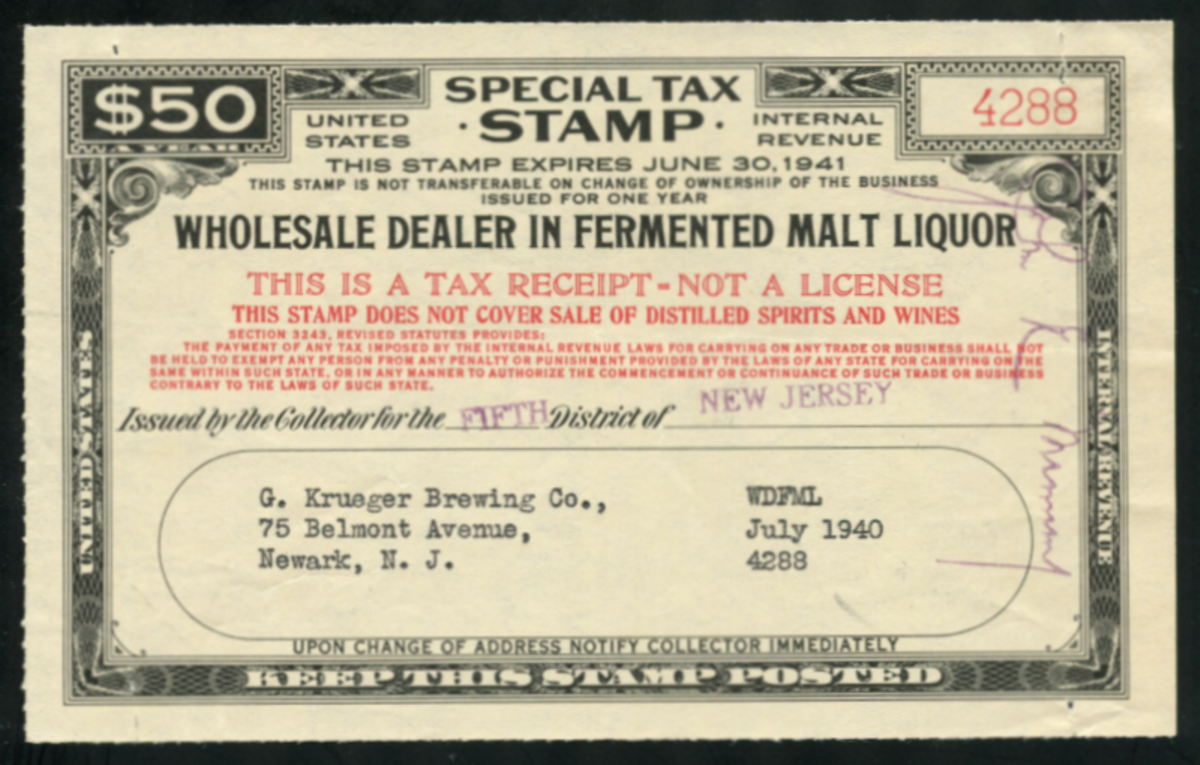 $50
A YEAR
UNITED STATES
SPECIAL TAX
· STAMP ·
INTERNAL REVENUE
4288
THIS STAMP EXPIRES JUNE 30, 1941
THIS STAMP IS NOT TRANSFERABLE ON CHANGE OF OWNERSHIP OF THE BUSINESS
ISSUED FOR ONE YEAR
WHOLESALE DEALER IN FERMENTED MALT LIQUOR
THIS IS A TAX RECEIPT - NOT A LICENSE
THIS STAMP DOES NOT COVER SALE OF DISTILLED SPIRITS AND WINES
SECTION 3243, REVISED STATUTES PROVIDES:
THE PAYMENT OF ANY TAX IMPOSED BY THE INTERNAL REVENUE LAWS FOR CARRYING ON ANY TRADE OR BUSINESS SHALL NOT
BE HELD TO EXEMPT ANY PERSON FROM ANY PENALTY OR PUNISHMENT PROVIDED BY THE LAWS OF ANY STATE FOR CARRYING ON THE
SAME WITHIN SUCH STATE, OR IN ANY MANNER TO AUTHORIZE THE COMMENCEMENT OR CONTINUANCE OF SUCH TRADE OR BUSINESS
CONTRARY TO THE LAWS OF SUCH STATE.
Issued by the Collector for the FIFTH District of NEW JERSEY
G. Krueger Brewing Co., WDFML
75 Belmont Avenue, July 1940
Newark, N. J. 4288
UPON CHANGE OF ADDRESS NOTIFY COLLECTOR IMMEDIATELY
KEEP THIS STAMP POSTED
UNITED STATES
INTERNAL REVENUE